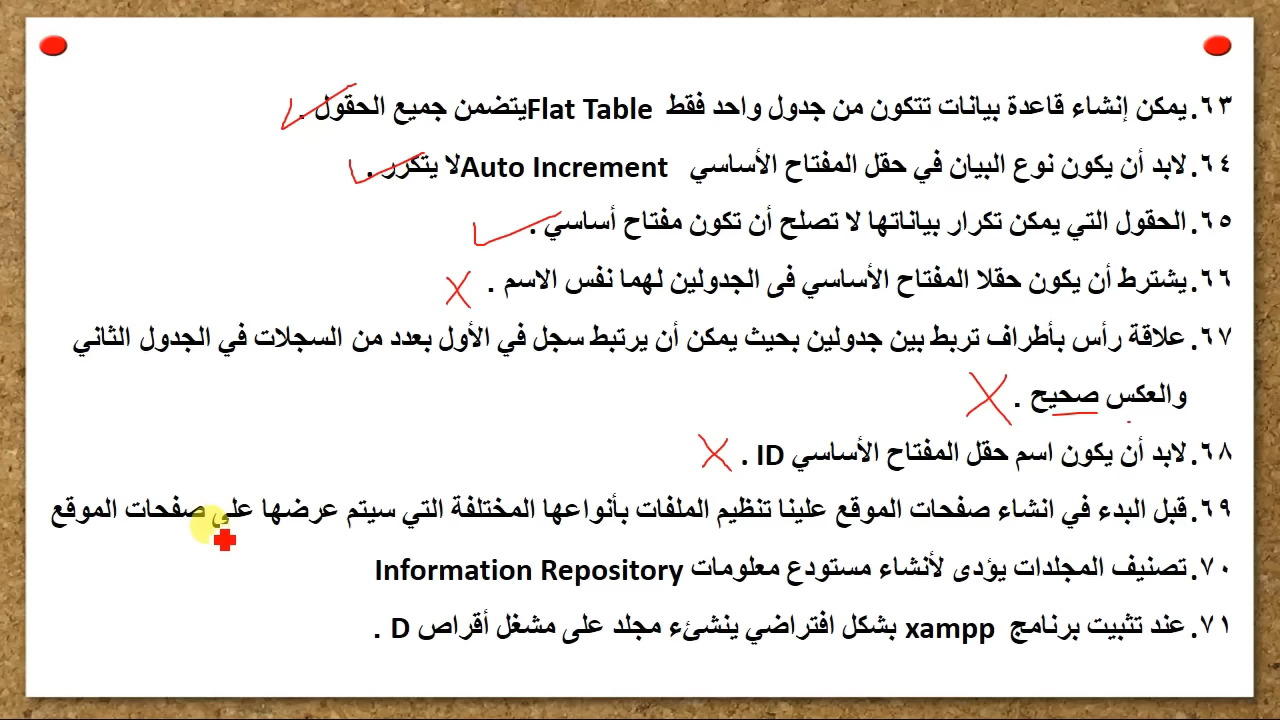 ٦٣. يمكن إنشاء قاعدة بيانات تتكون من جدول واحد فقط Flat Table يتضمن جميع الحقول .
٦٤. لابد أن يكون نوع البيان في حقل المفتاح الأساسي Auto Increment لا يتكرر .
٦٥. الحقول التي يمكن تكرار بياناتها لا تصلح أن تكون مفتاح أساسي .
٦٦. يشترط أن يكون حقلا المفتاح الأساسي فى الجدولين لهما نفس الاسم .
٦٧. علاقة رأس بأطراف تربط بين جدولين بحيث يمكن أن يرتبط سجل في الأول بعدد من السجلات في الجدول الثاني
والعكس صحيح .
٦٨. لابد أن يكون اسم حقل المفتاح الأساسي ID .
٦٩. قبل البدء في انشاء صفحات الموقع علينا تنظيم الملفات بأنواعها المختلفة التي سيتم عرضها على صفحات الموقع
٧٠. تصنيف المجلدات يؤدى لأنشاء مستودع معلومات Information Repository
٧١. عند تثبيت برنامج xampp بشكل افتراضي ينشئء مجلد على مشغل أقراص D .